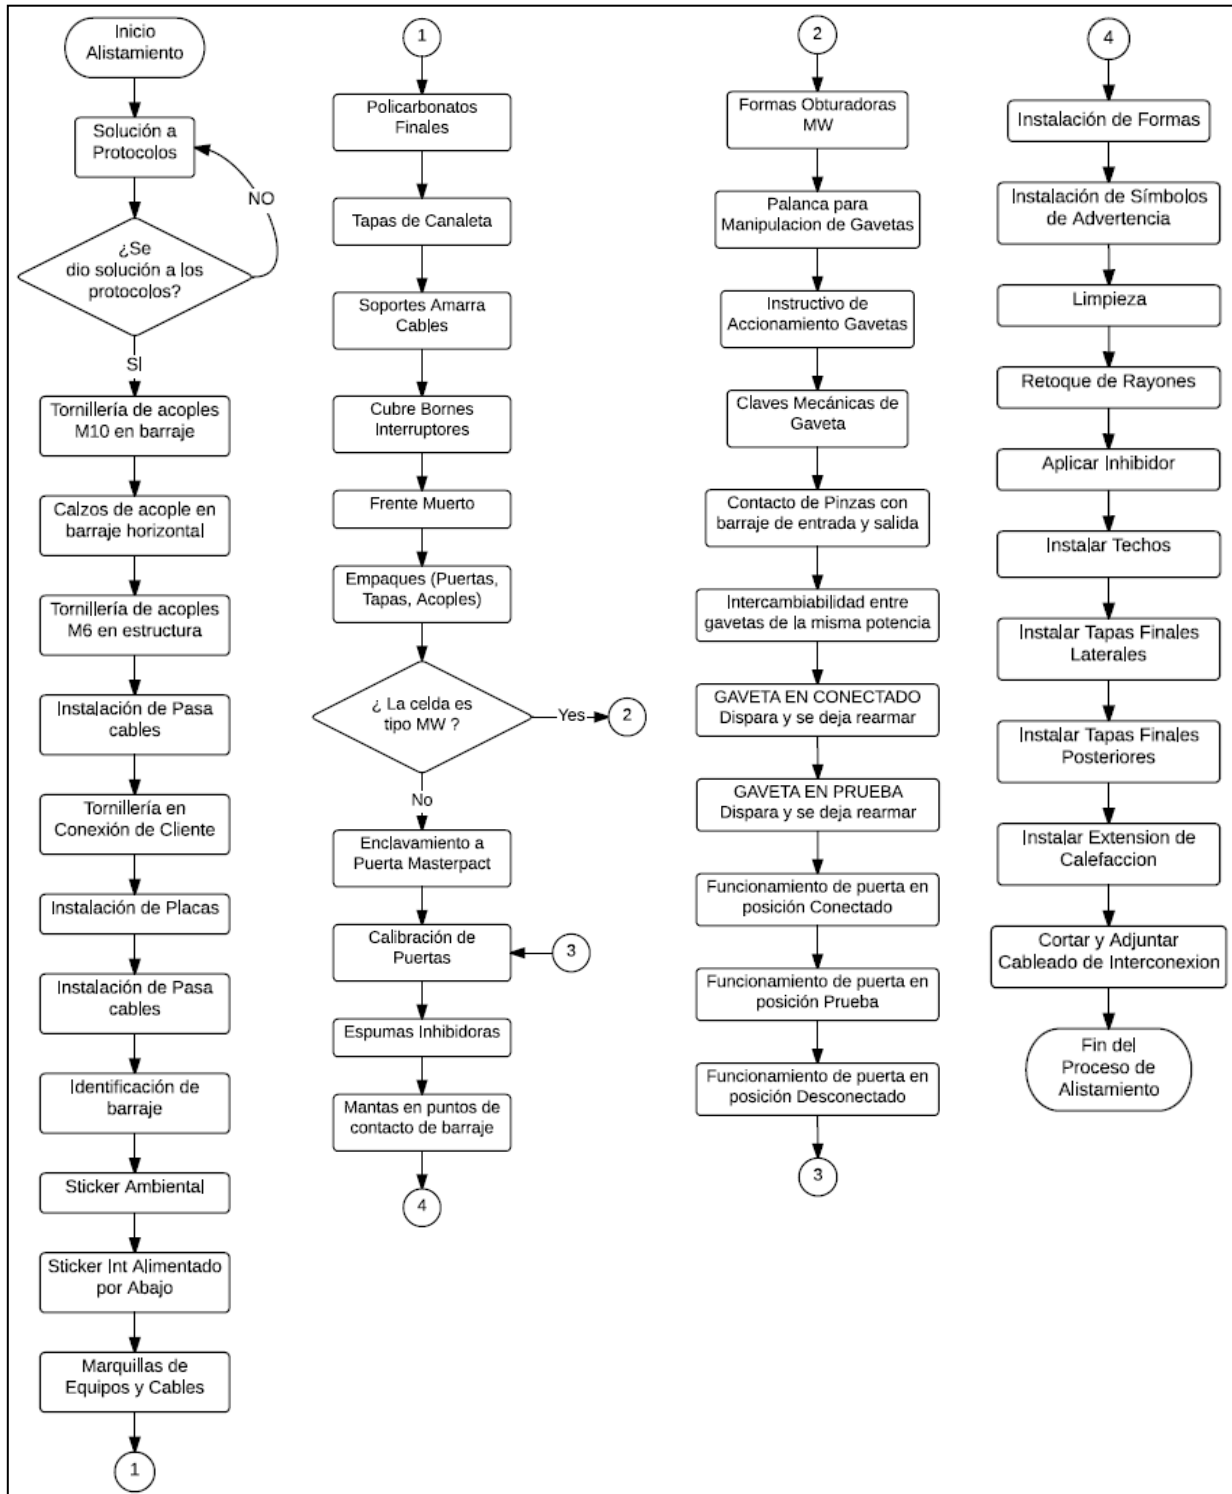 Inicio
Alistamiento
Solución a
Protocolos
NO
¿Se
dio solución a los
protocolos?
SI
Tornillería de acoples
M10 en barraje
Calzos de acople en
barraje horizontal
Tornillería de acoples
M6 en estructura
Instalación de Pasa
cables
Tornillería en
Conexión de Cliente
Instalación de Placas
Instalación de Pasa
cables
Identificación de
barraje
Sticker Ambiental
Sticker Int Alimentado
por Abajo
Marquillas de
Equipos y Cables
1
1
Policarbonatos
Finales
Tapas de Canaleta
Soportes Amarra
Cables
Cubre Bornes
Interruptores
Frente Muerto
Empaques (Puertas,
Tapas, Acoples)
¿ La celda es
tipo MW ?
Yes
2
No
Enclavamiento a
Puerta Masterpact
Calibración de
Puertas
3
Espumas Inhibidoras
Mantas en puntos de
contacto de barraje
4
2
Formas Obturadoras
MW
Palanca para
Manipulacion de Gavetas
Instructivo de
Accionamiento Gavetas
Claves Mecánicas de
Gaveta
Contacto de Pinzas con
barraje de entrada y salida
Intercambiabilidad entre
gavetas de la misma potencia
GAVETA EN CONECTADO
Dispara y se deja rearmar
GAVETA EN PRUEBA
Dispara y se deja rearmar
Funcionamiento de puerta en
posición Conectado
Funcionamiento de puerta en
posición Prueba
Funcionamiento de puerta en
posición Desconectado
3
4
Instalación de Formas
Instalación de Símbolos
de Advertencia
Limpieza
Retoque de Rayones
Aplicar Inhibidor
Instalar Techos
Instalar Tapas Finales
Laterales
Instalar Tapas Finales
Posteriores
Instalar Extension de
Calefaccion
Cortar y Adjuntar
Cableado de Interconexion
Fin del
Proceso de
Alistamiento